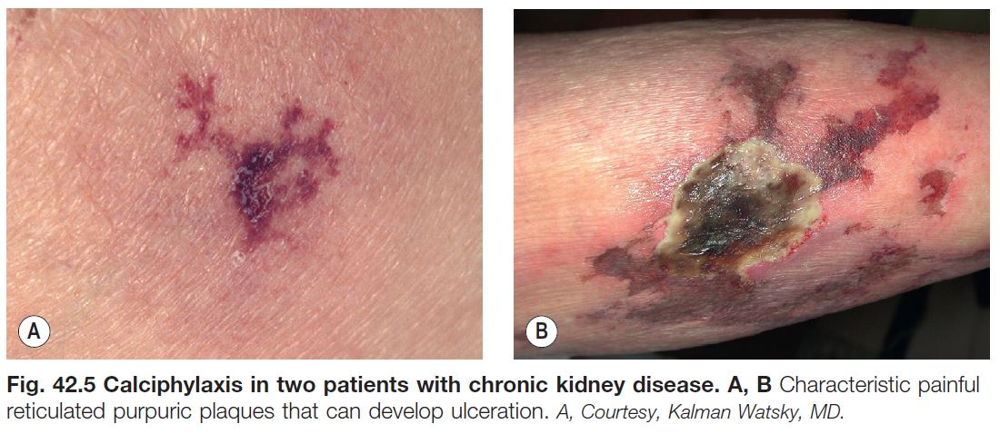 A
B
Fig. 42.5 Calciphylaxis in two patients with chronic kidney disease. A, B Characteristic painful
reticulated purpuric plaques that can develop ulceration. A, Courtesy, Kalman Watsky, MD.